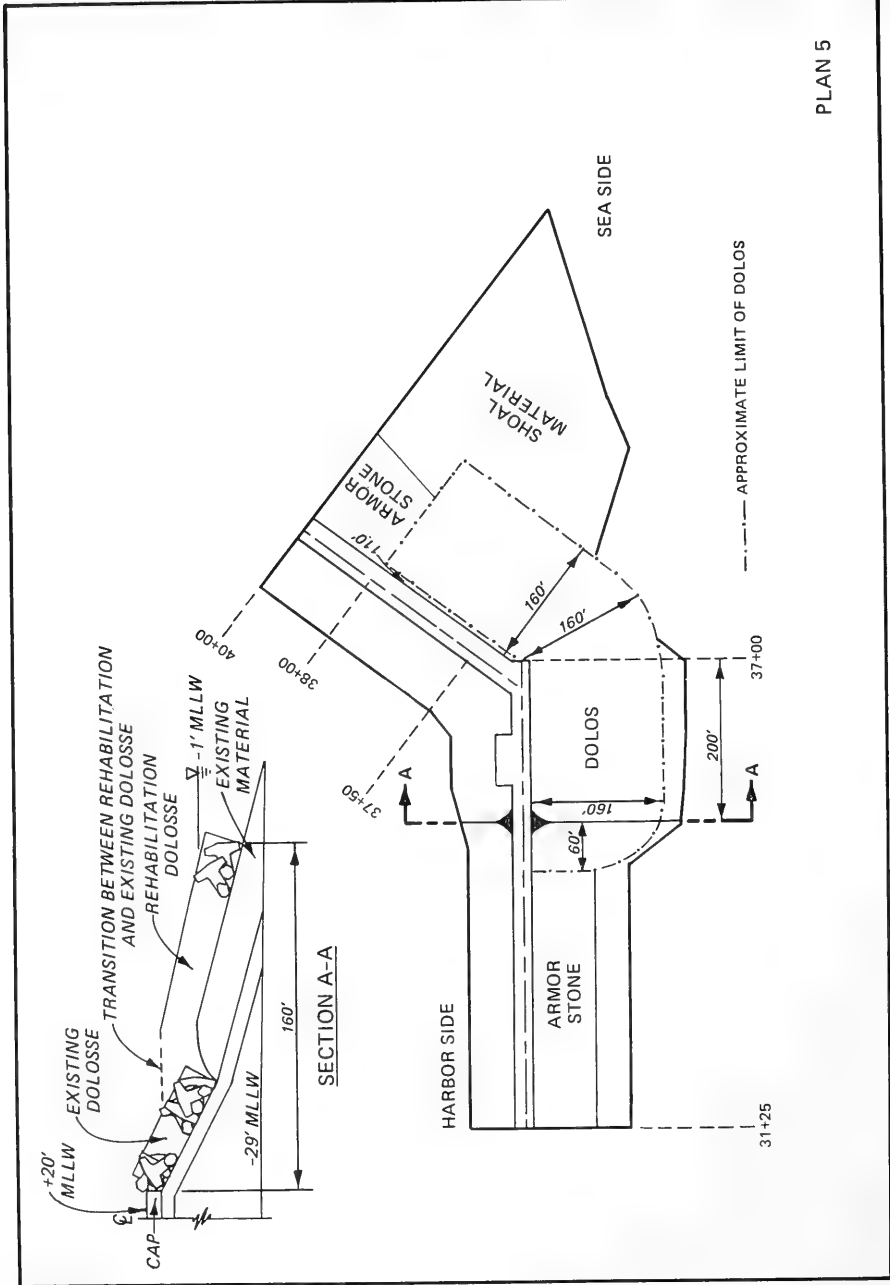 PLAN 5
+20'
MLLW
EXISTING
DOLOSSE
TRANSITION BETWEEN REHABILITATION
AND EXISTING DOLOSSE
REHABILITATION
DOLOSSE
-1' MLLW
EXISTING
MATERIAL
CAP
-29' MLLW
160'
SECTION A-A
40+00
38+00
37+50
ARMOR
STONE
110'
SHOAL
MATERIAL
SEA SIDE
HARBOR SIDE
A
160'
160'
ARMOR
STONE
60'
160'
DOLOS
200'
A
31+25
37+00
APPROXIMATE LIMIT OF DOLOS